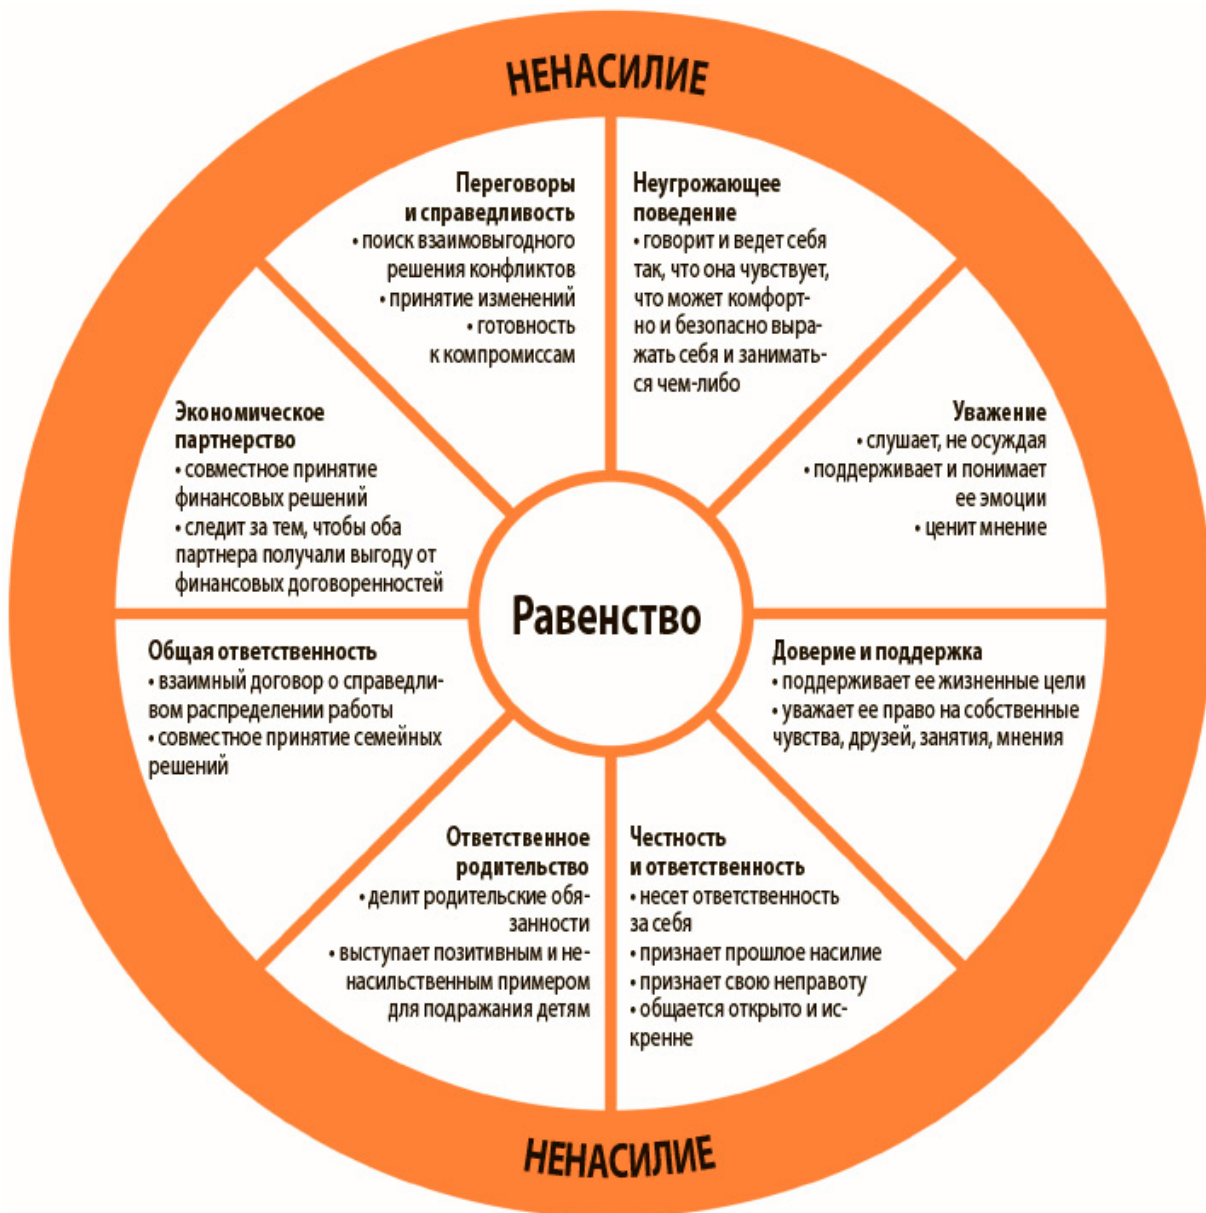 НЕНАСИЛИЕ
Переговоры
и справедливость
• поиск взаимовыгодного
решения конфликтов
• принятие изменений
• готовность
к компромиссам
Неугрожающее
поведение
• говорит и ведет себя
так, что она чувствует,
что может комфорт-
но и безопасно выра-
жать себя и занимать-
ся чем-либо
Экономическое
партнерство
• совместное принятие
финансовых решений
• следит за тем, чтобы оба
партнера получали выгоду от
финансовых договоренностей
Уважение
• слушает, не осуждая
• поддерживает и понимает
ее эмоции
• ценит мнение
Равенство
Общая ответственность
• взаимный договор о справедли-
вом распределении работы
• совместное принятие семейных
решений
Доверие и поддержка
• поддерживает ее жизненные цели
• уважает ее право на собственные
чувства, друзей, занятия, мнения
Ответственное
родительство
• делит родительские обя-
занности
• выступает позитивным и не-
насильственным примером
для подражания детям
Честность
и ответственность
• несет ответственность
за себя
• признает прошлое насилие
• признает свою неправоту
• общается открыто и ис-
кренне
НЕНАСИЛИЕ